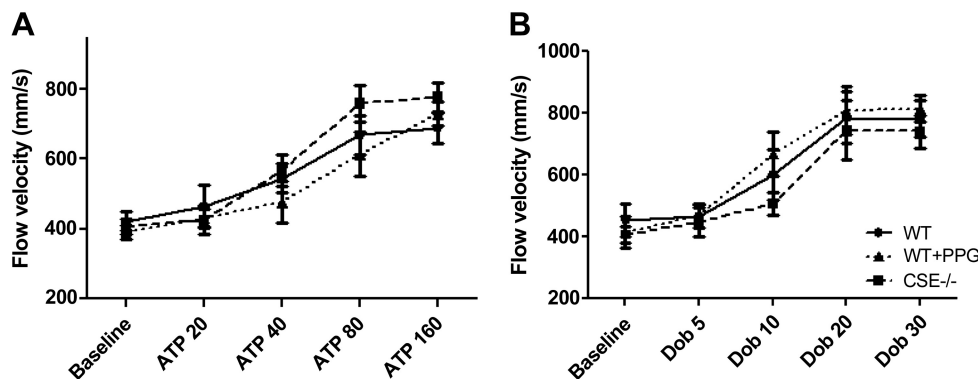 A
Flow velocity (mm/s)
800
600
400
200
Baseline
ATP 20
ATP 40
ATP 80
ATP 160
B
Flow velocity (mm/s)
1000
800
600
400
200
Baseline
Dob 5
Dob 10
Dob 20
Dob 30
WT
WT+PPG
CSE-/-